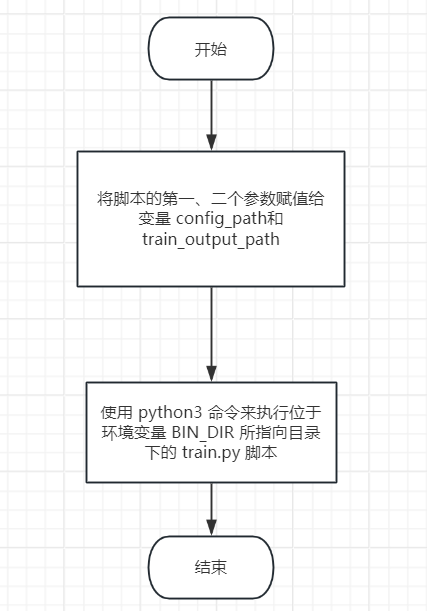 开始
将脚本的第一、二个参数赋值给
变量 config_path和
train_output_path
使用 python3 命令来执行位于
环境变量 BIN_DIR 所指向目录
下的 train.py 脚本
结束